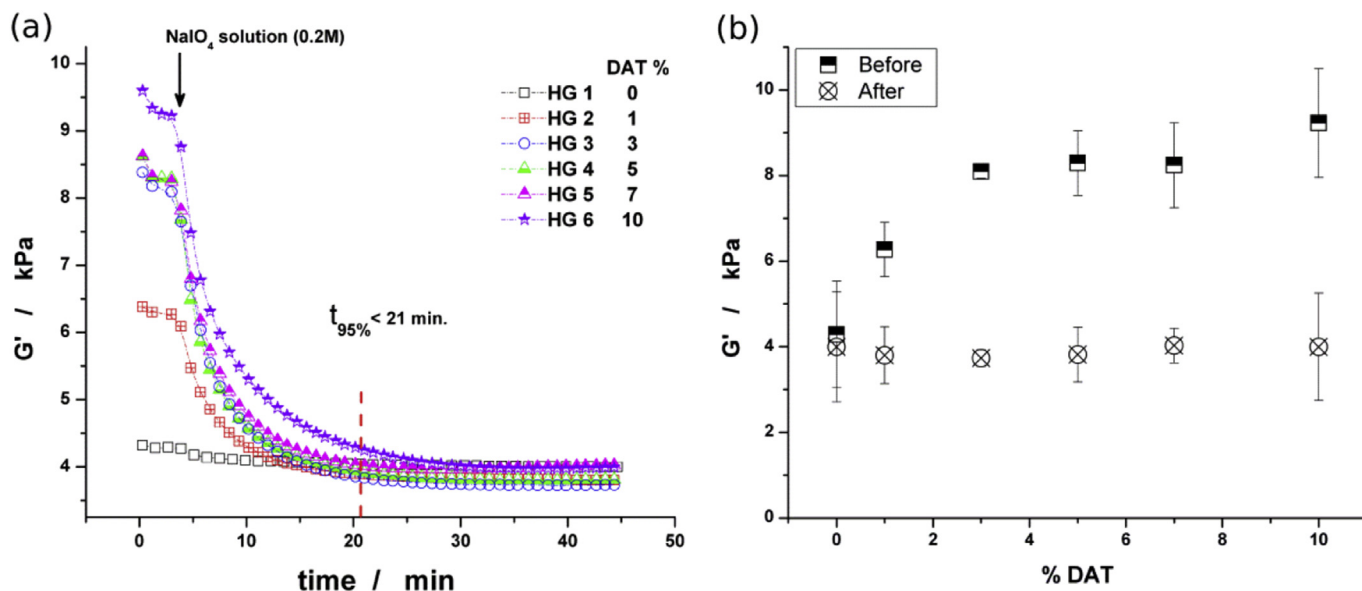 (a)
NaIO4 solution (0.2M)
DAT %
HG 1 0
HG 2 1
HG 3 3
HG 4 5
HG 5 7
HG 6 10
t95% < 21 min.
10
9
8
7
6
5
4
G' / kPa
0 10 20 30 40 50
time / min
(b)
Before
After
10
8
6
4
2
0
G' / kPa
0 2 4 6 8 10
% DAT